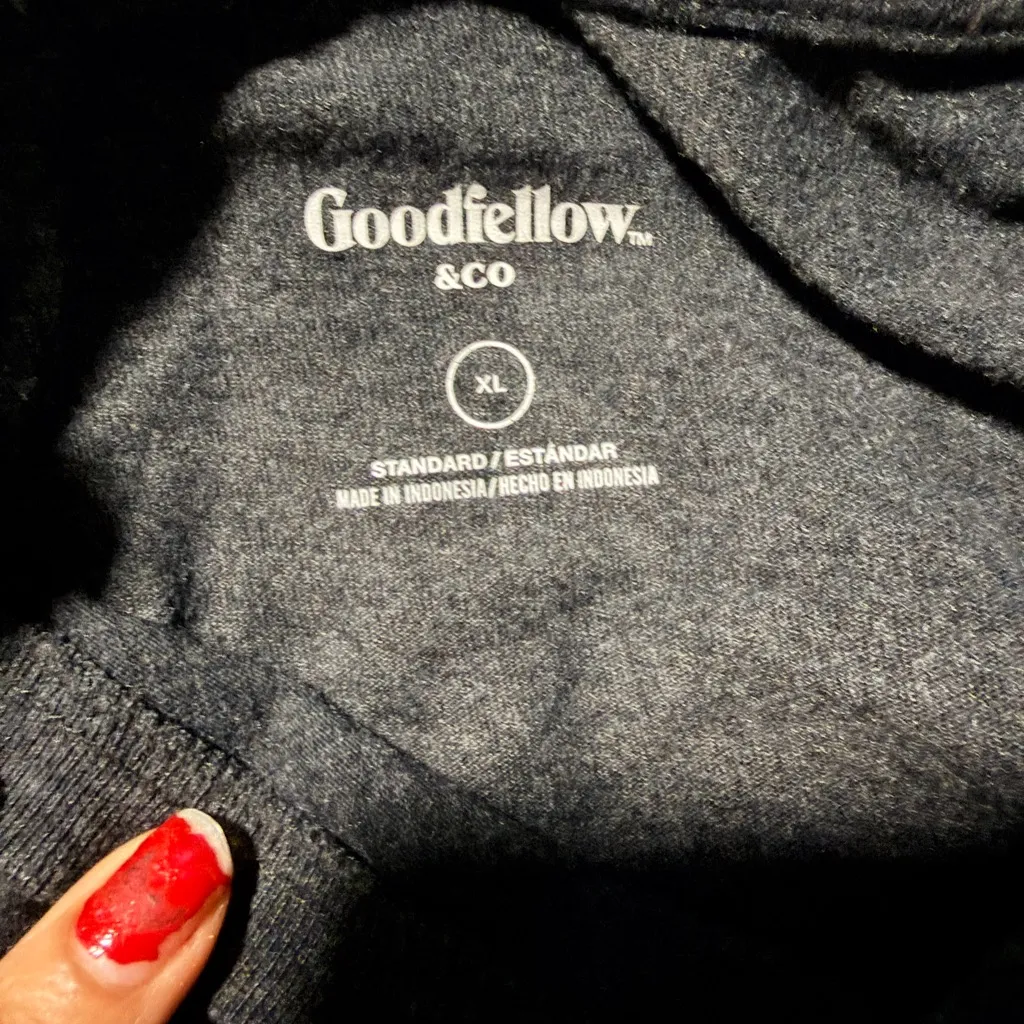 Goodfellow™
&CO
XL
STANDARD/ESTÁNDAR
MADE IN INDONESIA/HECHO EN INDONESIA